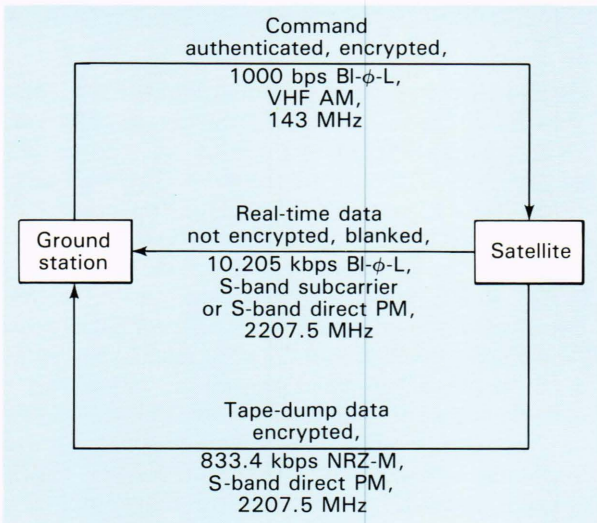 Command
authenticated, encrypted,
1000 bps BI-ϕ-L,
VHF AM,
143 MHz
Real-time data
not encrypted, blanked,
10.205 kbps BI-ϕ-L,
S-band subcarrier
or S-band direct PM,
2207.5 MHz
Ground
station
Satellite
Tape-dump data
encrypted,
833.4 kbps NRZ-M,
S-band direct PM,
2207.5 MHz